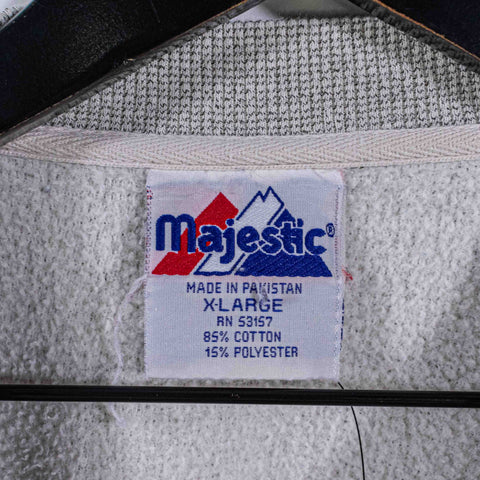 Majestic®
MADE IN PAKISTAN
X-LARGE
RN 53157
85% COTTON
15% POLYESTER